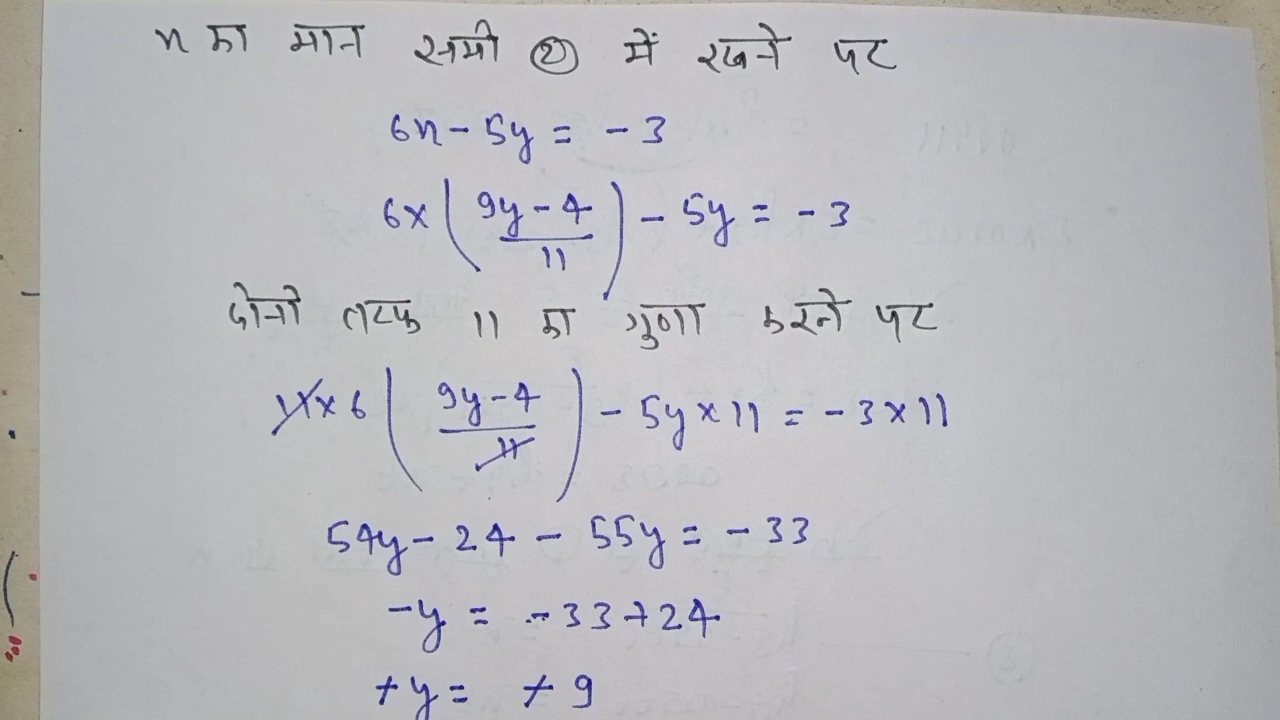 x का मान समी ② में रखने पर
6x - 5y = - 3
6 × ( 9y - 4 / 11 ) - 5y = - 3
दोनो तरफ 11 का गुणा करने पर
11 × 6 ( 9y - 4 / 11 ) - 5y × 11 = - 3 × 11
54y - 24 - 55y = - 33
- y = - 33 + 24
+ y = + 9